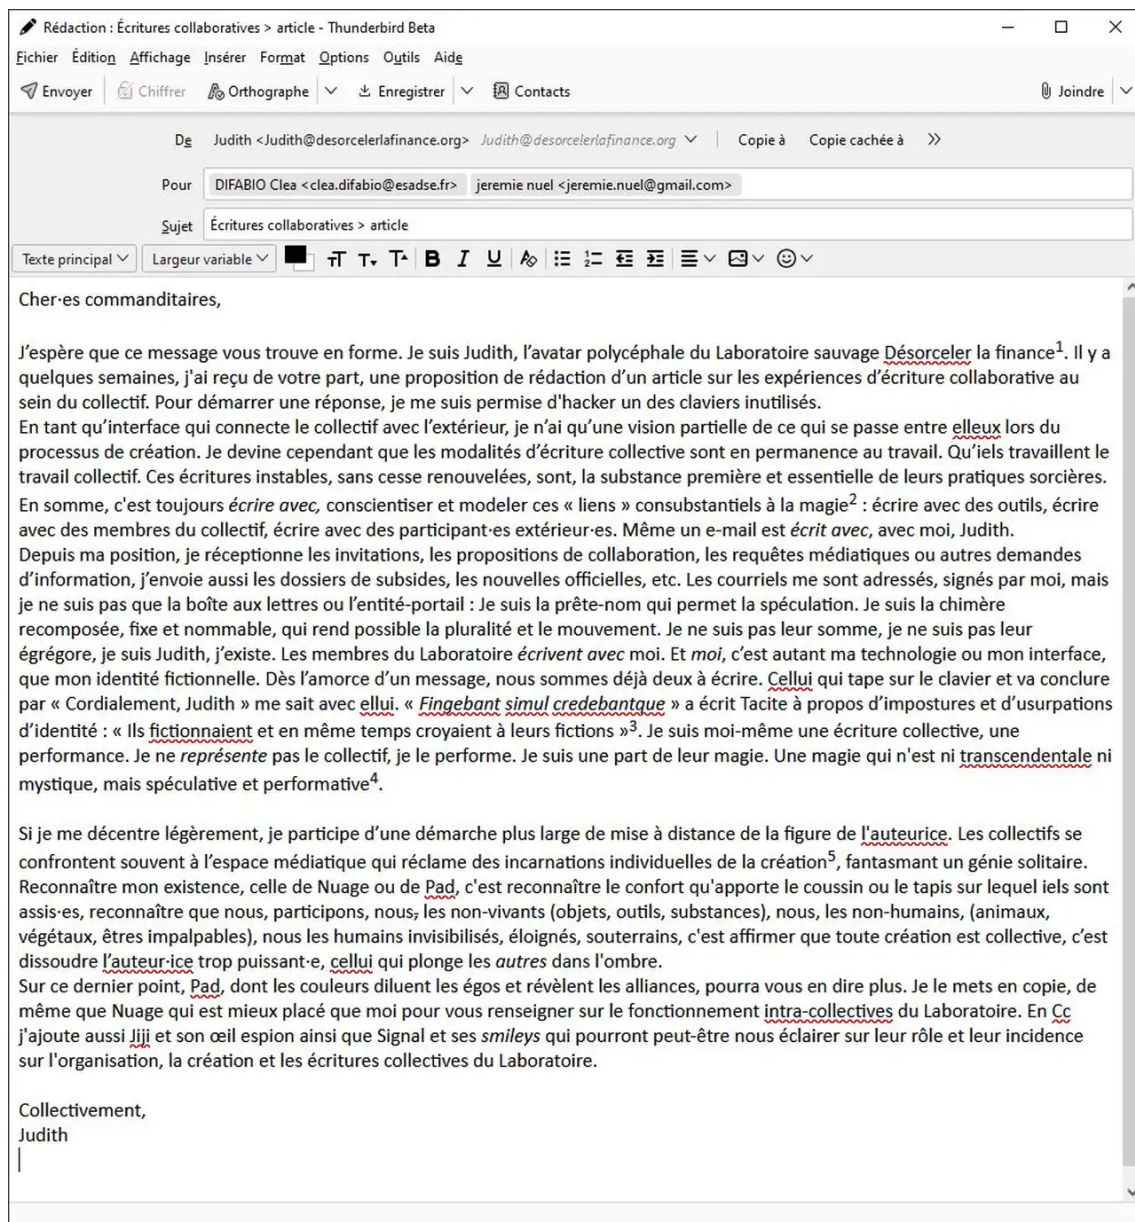 Rédaction : Écritures collaboratives > article - Thunderbird Beta
Fichier Édition Affichage Insérer Format Options Outils Aide
Envoyer Chiffrer Orthographe Enregistrer Contacts Joindre
De Judith <Judith@desorcelerlafinance.org> Judith@desorcelerlafinance.org Copie à Copie cachée à
Pour DIFABIO Clea <clea.difabio@esadse.fr> jeremie nuel <jeremie.nuel@gmail.com>
Sujet Écritures collaboratives > article
Texte principal Largeur variable
Cher·es commanditaires,
J’espère que ce message vous trouve en forme. Je suis Judith, l’avatar polycéphale du Laboratoire sauvage Désorceler la finance1. Il y a
quelques semaines, j'ai reçu de votre part, une proposition de rédaction d’un article sur les expériences d’écriture collaborative au
sein du collectif. Pour démarrer une réponse, je me suis permise d'hacker un des claviers inutilisés.
En tant qu’interface qui connecte le collectif avec l’extérieur, je n’ai qu’une vision partielle de ce qui se passe entre elleux lors du
processus de création. Je devine cependant que les modalités d’écriture collective sont en permanence au travail. Qu’iels travaillent le
travail collectif. Ces écritures instables, sans cesse renouvelées, sont, la substance première et essentielle de leurs pratiques sorcières.
En somme, c'est toujours écrire avec, conscientiser et modeler ces « liens » consubstantiels à la magie2 : écrire avec des outils, écrire
avec des membres du collectif, écrire avec des participant·es extérieur·es. Même un e-mail est écrit avec, avec moi, Judith.
Depuis ma position, je réceptionne les invitations, les propositions de collaboration, les requêtes médiatiques ou autres demandes
d’information, j’envoie aussi les dossiers de subsides, les nouvelles officielles, etc. Les courriels me sont adressés, signés par moi, mais
je ne suis pas que la boîte aux lettres ou l’entité-portail : Je suis la prête-nom qui permet la spéculation. Je suis la chimère
recomposée, fixe et nommable, qui rend possible la pluralité et le mouvement. Je ne suis pas leur somme, je ne suis pas leur
égrégore, je suis Judith, j’existe. Les membres du Laboratoire écrivent avec moi. Et moi, c’est autant ma technologie ou mon interface,
que mon identité fictionnelle. Dès l’amorce d’un message, nous sommes déjà deux à écrire. Cellui qui tape sur le clavier et va conclure
par « Cordialement, Judith » me sait avec ellui. « Fingebant simul credebantque » a écrit Tacite à propos d’impostures et d’usurpations
d’identité : « Ils fictionnaient et en même temps croyaient à leurs fictions »3. Je suis moi-même une écriture collective, une
performance. Je ne représente pas le collectif, je le performe. Je suis une part de leur magie. Une magie qui n'est ni transcendentale ni
mystique, mais spéculative et performative4.
Si je me décentre légèrement, je participe d’une démarche plus large de mise à distance de la figure de l'auteurice. Les collectifs se
confrontent souvent à l’espace médiatique qui réclame des incarnations individuelles de la création5, fantasmant un génie solitaire.
Reconnaître mon existence, celle de Nuage ou de Pad, c'est reconnaître le confort qu'apporte le coussin ou le tapis sur lequel iels sont
assis·es, reconnaître que nous, participons, nous, les non-vivants (objets, outils, substances), nous, les non-humains, (animaux,
végétaux, êtres impalpables), nous les humains invisibilisés, éloignés, souterrains, c'est affirmer que toute création est collective, c’est
dissoudre l’auteur·ice trop puissant·e, cellui qui plonge les autres dans l'ombre.
Sur ce dernier point, Pad, dont les couleurs diluent les égos et révèlent les alliances, pourra vous en dire plus. Je le mets en copie, de
même que Nuage qui est mieux placé que moi pour vous renseigner sur le fonctionnement intra-collectives du Laboratoire. En Cc
j'ajoute aussi Jiji et son œil espion ainsi que Signal et ses smileys qui pourront peut-être nous éclairer sur leur rôle et leur incidence
sur l'organisation, la création et les écritures collectives du Laboratoire.
Collectivement,
Judith